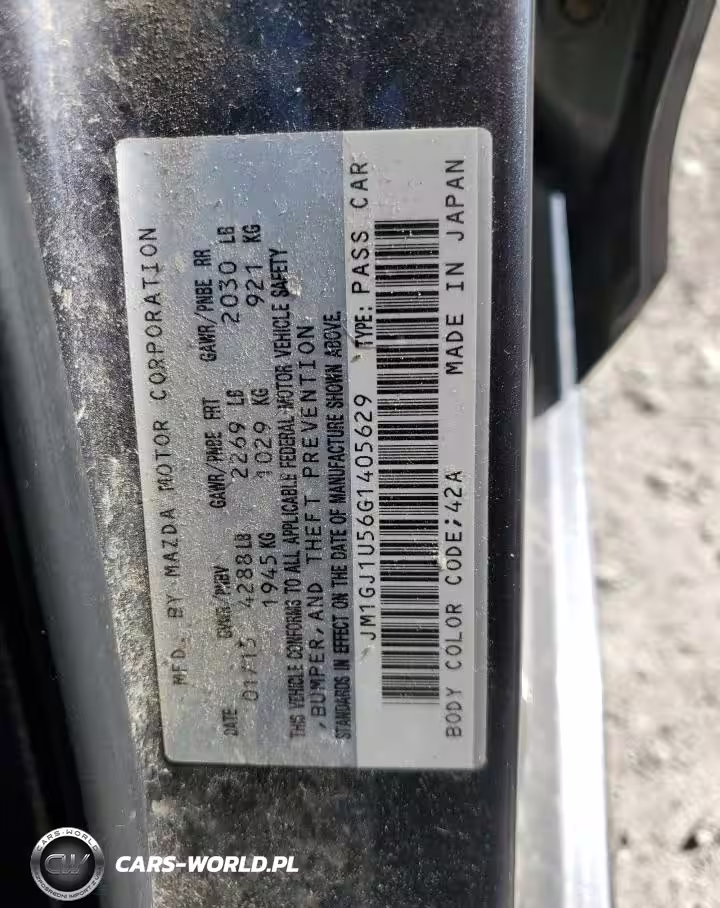 MFD. BY MAZDA MOTOR CORPORATION
DATE GVWR/PNBV GAWR/PNBE FRT GAWR/PNBE RR
01/15 4288 LB 2269 LB 2030 LB
1945 KG 1029 KG 921 KG
THIS VEHICLE CONFORMS TO ALL APPLICABLE FEDERAL MOTOR VEHICLE SAFETY
,BUMPER,AND THEFT PREVENTION
STANDARDS IN EFFECT ON THE DATE OF MANUFACTURE SHOWN ABOVE.
JM1GJ1U56G1405629 TYPE: PASS CAR
BODY COLOR CODE;42A MADE IN JAPAN
CARS-WORLD
CW
CARS-WORLD.PL